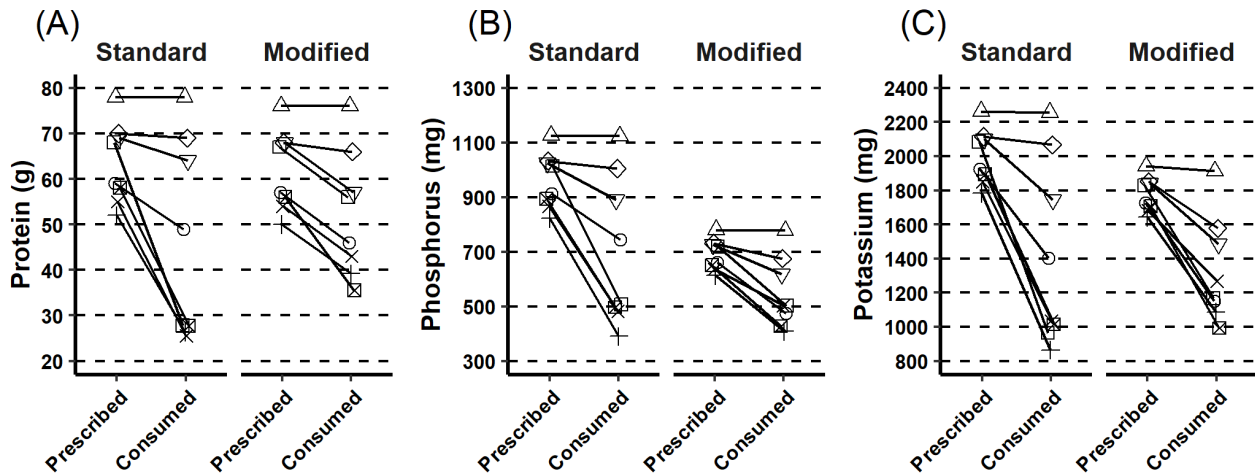 (A)
Standard Modified
Protein (g)
80
70
60
50
40
30
20
Prescribed
Consumed
Prescribed
Consumed
(B)
Standard Modified
Phosphorus (mg)
1300
1100
900
700
500
300
Prescribed
Consumed
Prescribed
Consumed
(C)
Standard Modified
Potassium (mg)
2400
2200
2000
1800
1600
1400
1200
1000
800
Prescribed
Consumed
Prescribed
Consumed